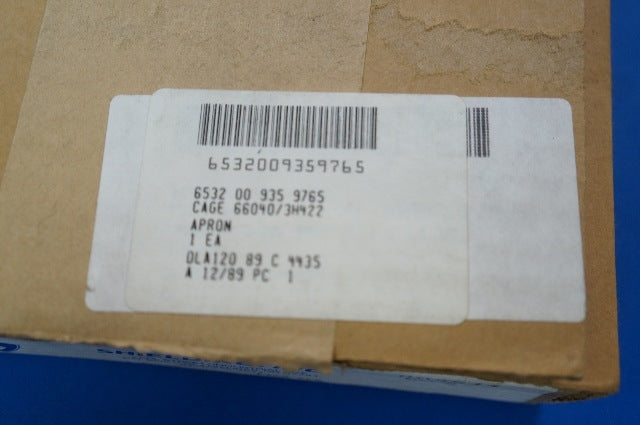 6532009359765
6532 00 935 9765
CAGE 66040/3H422
APRON
1 EA
DLA120 89 C 4435
A 12/89 PC 1